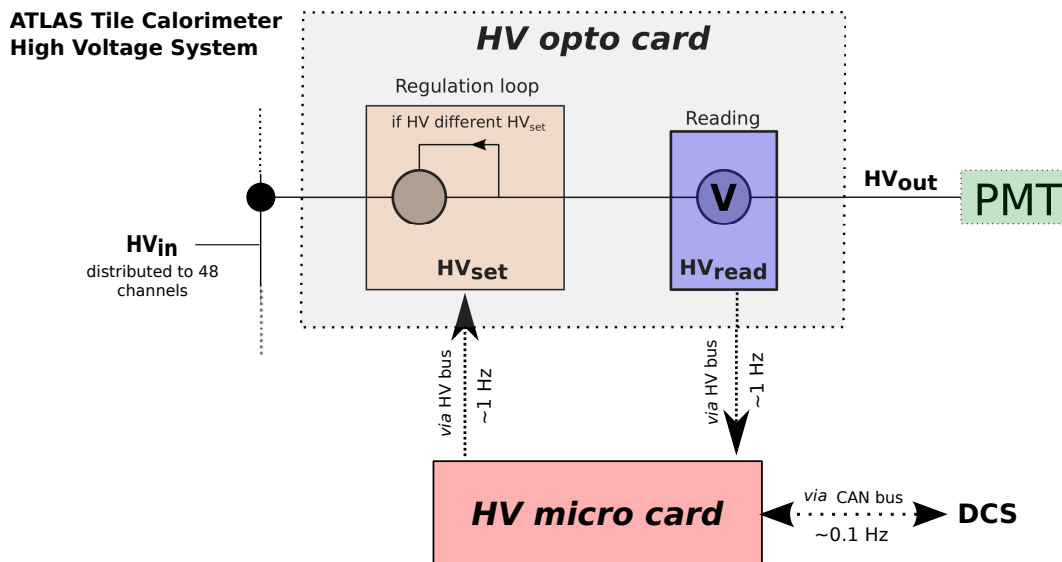 ATLAS Tile Calorimeter
High Voltage System
HV opto card
Regulation loop
if HV different HVset
Reading
V
HVout
PMT
HVin
distributed to 48
channels
HVset
HVread
via HV bus
~1 Hz
via HV bus
~1 Hz
HV micro card
via CAN bus
~0.1 Hz
DCS